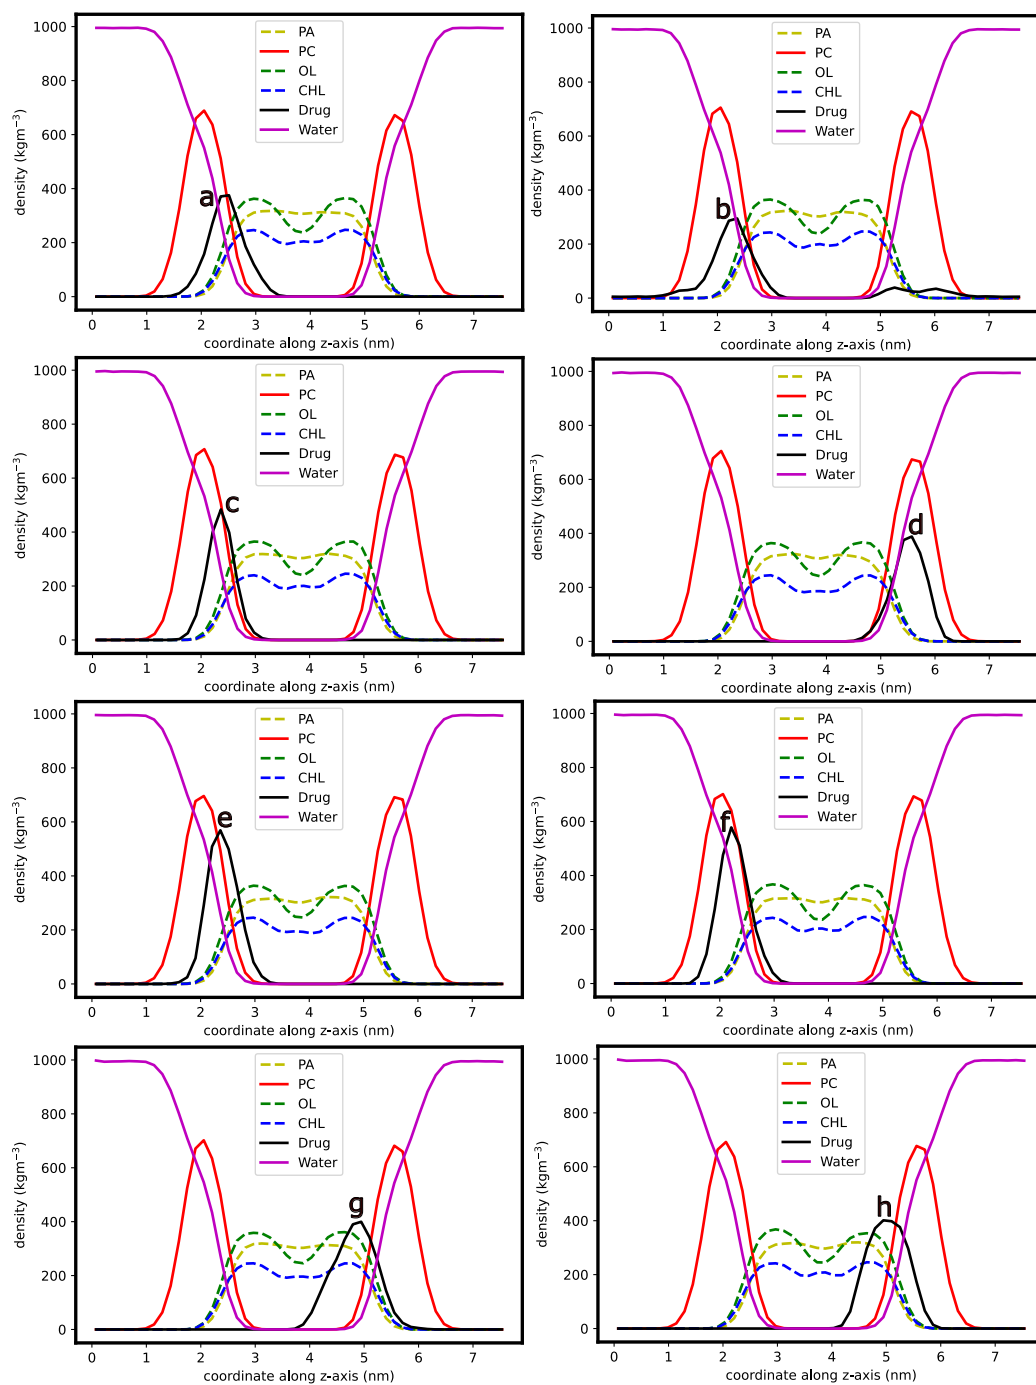 1000
800
600
400
200
0
density (kgm⁻³)
PA
PC
OL
CHL
Drug
Water
a
0 1 2 3 4 5 6 7
coordinate along z-axis (nm)
1000
800
600
400
200
0
density (kgm⁻³)
PA
PC
OL
CHL
Drug
Water
b
0 1 2 3 4 5 6 7
coordinate along z-axis (nm)
1000
800
600
400
200
0
density (kgm⁻³)
PA
PC
OL
CHL
Drug
Water
c
0 1 2 3 4 5 6 7
coordinate along z-axis (nm)
1000
800
600
400
200
0
density (kgm⁻³)
PA
PC
OL
CHL
Drug
Water
d
0 1 2 3 4 5 6 7
coordinate along z-axis (nm)
1000
800
600
400
200
0
density (kgm⁻³)
PA
PC
OL
CHL
Drug
Water
e
0 1 2 3 4 5 6 7
coordinate along z-axis (nm)
1000
800
600
400
200
0
density (kgm⁻³)
PA
PC
OL
CHL
Drug
Water
f
0 1 2 3 4 5 6 7
coordinate along z-axis (nm)
1000
800
600
400
200
0
density (kgm⁻³)
PA
PC
OL
CHL
Drug
Water
g
0 1 2 3 4 5 6 7
coordinate along z-axis (nm)
1000
800
600
400
200
0
density (kgm⁻³)
PA
PC
OL
CHL
Drug
Water
h
0 1 2 3 4 5 6 7
coordinate along z-axis (nm)